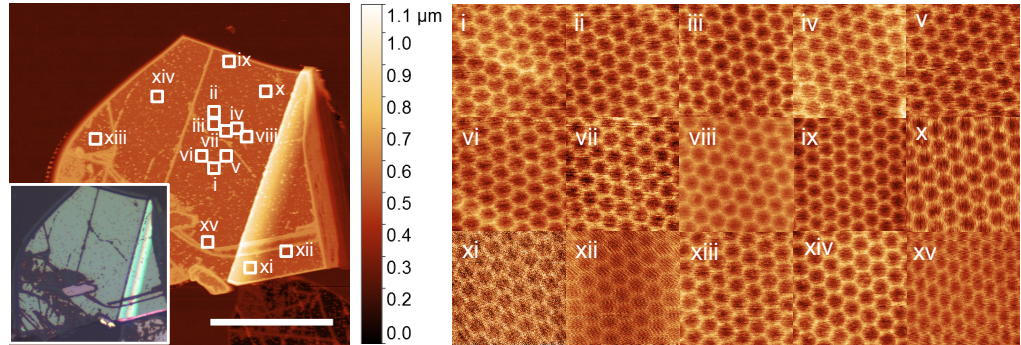 ix
xiv
x
ii
iv
iii
viii
xiii
vii
vi
v
i
xv
xii
xi
1.1 µm
1.0
0.9
0.8
0.7
0.6
0.5
0.4
0.3
0.2
0.0
i ii iii iv v
vi vii viii ix x
xi xii xiii xiv xv